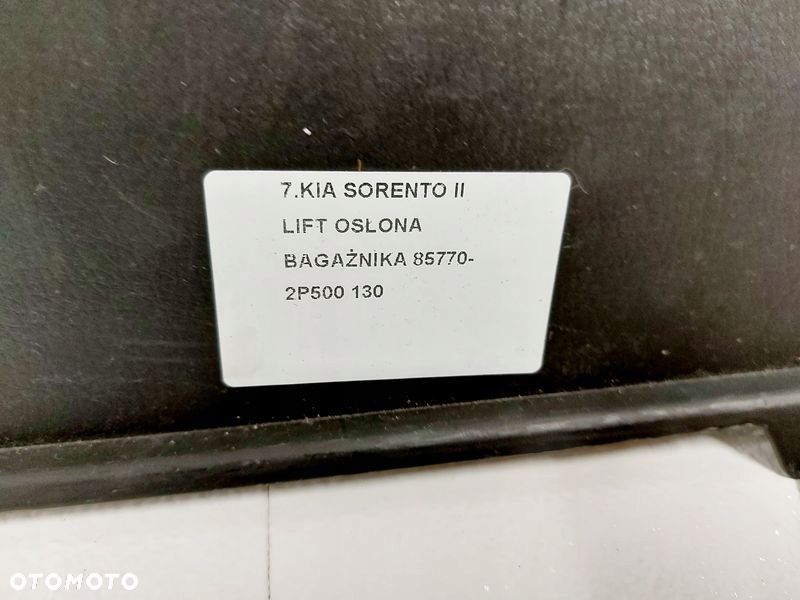 7.KIA SORENTO II
LIFT OSŁONA
BAGAŻNIKA 85770-
2P500 130
OTOMOTO